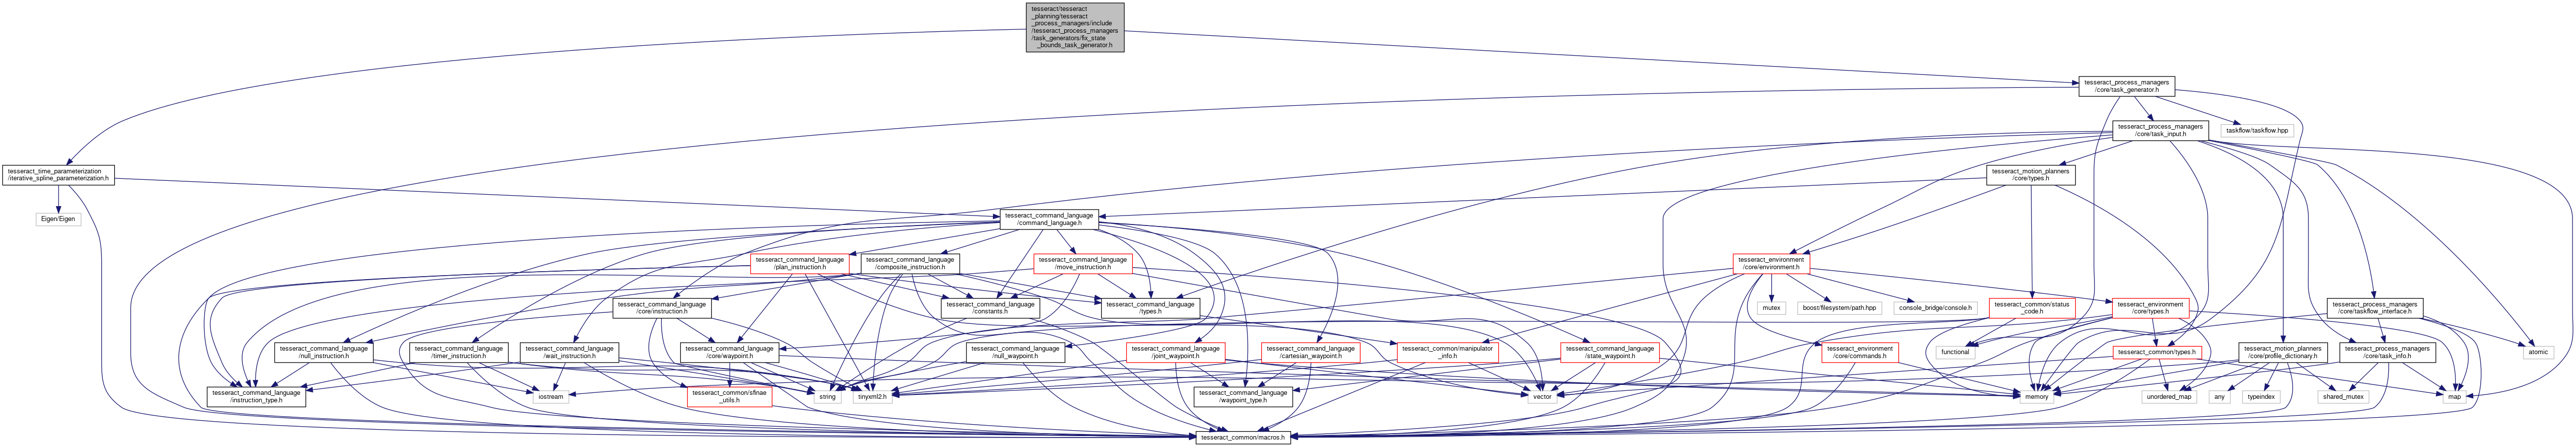 tesseract/tesseract
_planning/tesseract
_process_managers/include
/tesseract_process_managers
/task_generators/fix_state
_bounds_task_generator.h
tesseract_process_managers
/core/task_generator.h
tesseract_process_managers
/core/task_input.h
taskflow/taskflow.hpp
tesseract_time_parameterization
/iterative_spline_parameterization.h
tesseract_motion_planners
/core/types.h
Eigen/Eigen
tesseract_command_language
/command_language.h
tesseract_command_language
/plan_instruction.h
tesseract_command_language
/composite_instruction.h
tesseract_command_language
/move_instruction.h
tesseract_environment
/core/environment.h
tesseract_command_language
/core/instruction.h
tesseract_command_language
/constants.h
tesseract_command_language
/types.h
mutex
boost/filesystem/path.hpp
console_bridge/console.h
tesseract_common/status
_code.h
tesseract_environment
/core/types.h
tesseract_process_managers
/core/taskflow_interface.h
tesseract_command_language
/null_instruction.h
tesseract_command_language
/timer_instruction.h
tesseract_command_language
/wait_instruction.h
tesseract_command_language
/core/waypoint.h
tesseract_command_language
/null_waypoint.h
tesseract_command_language
/joint_waypoint.h
tesseract_command_language
/cartesian_waypoint.h
tesseract_common/manipulator
_info.h
tesseract_command_language
/state_waypoint.h
tesseract_environment
/core/commands.h
functional
tesseract_common/types.h
tesseract_motion_planners
/core/profile_dictionary.h
tesseract_process_managers
/core/task_info.h
atomic
tesseract_command_language
/instruction_type.h
iostream
tesseract_common/sfinae
_utils.h
string
tinyxml2.h
tesseract_command_language
/waypoint_type.h
vector
memory
unordered_map
any
typeindex
shared_mutex
map
tesseract_common/macros.h